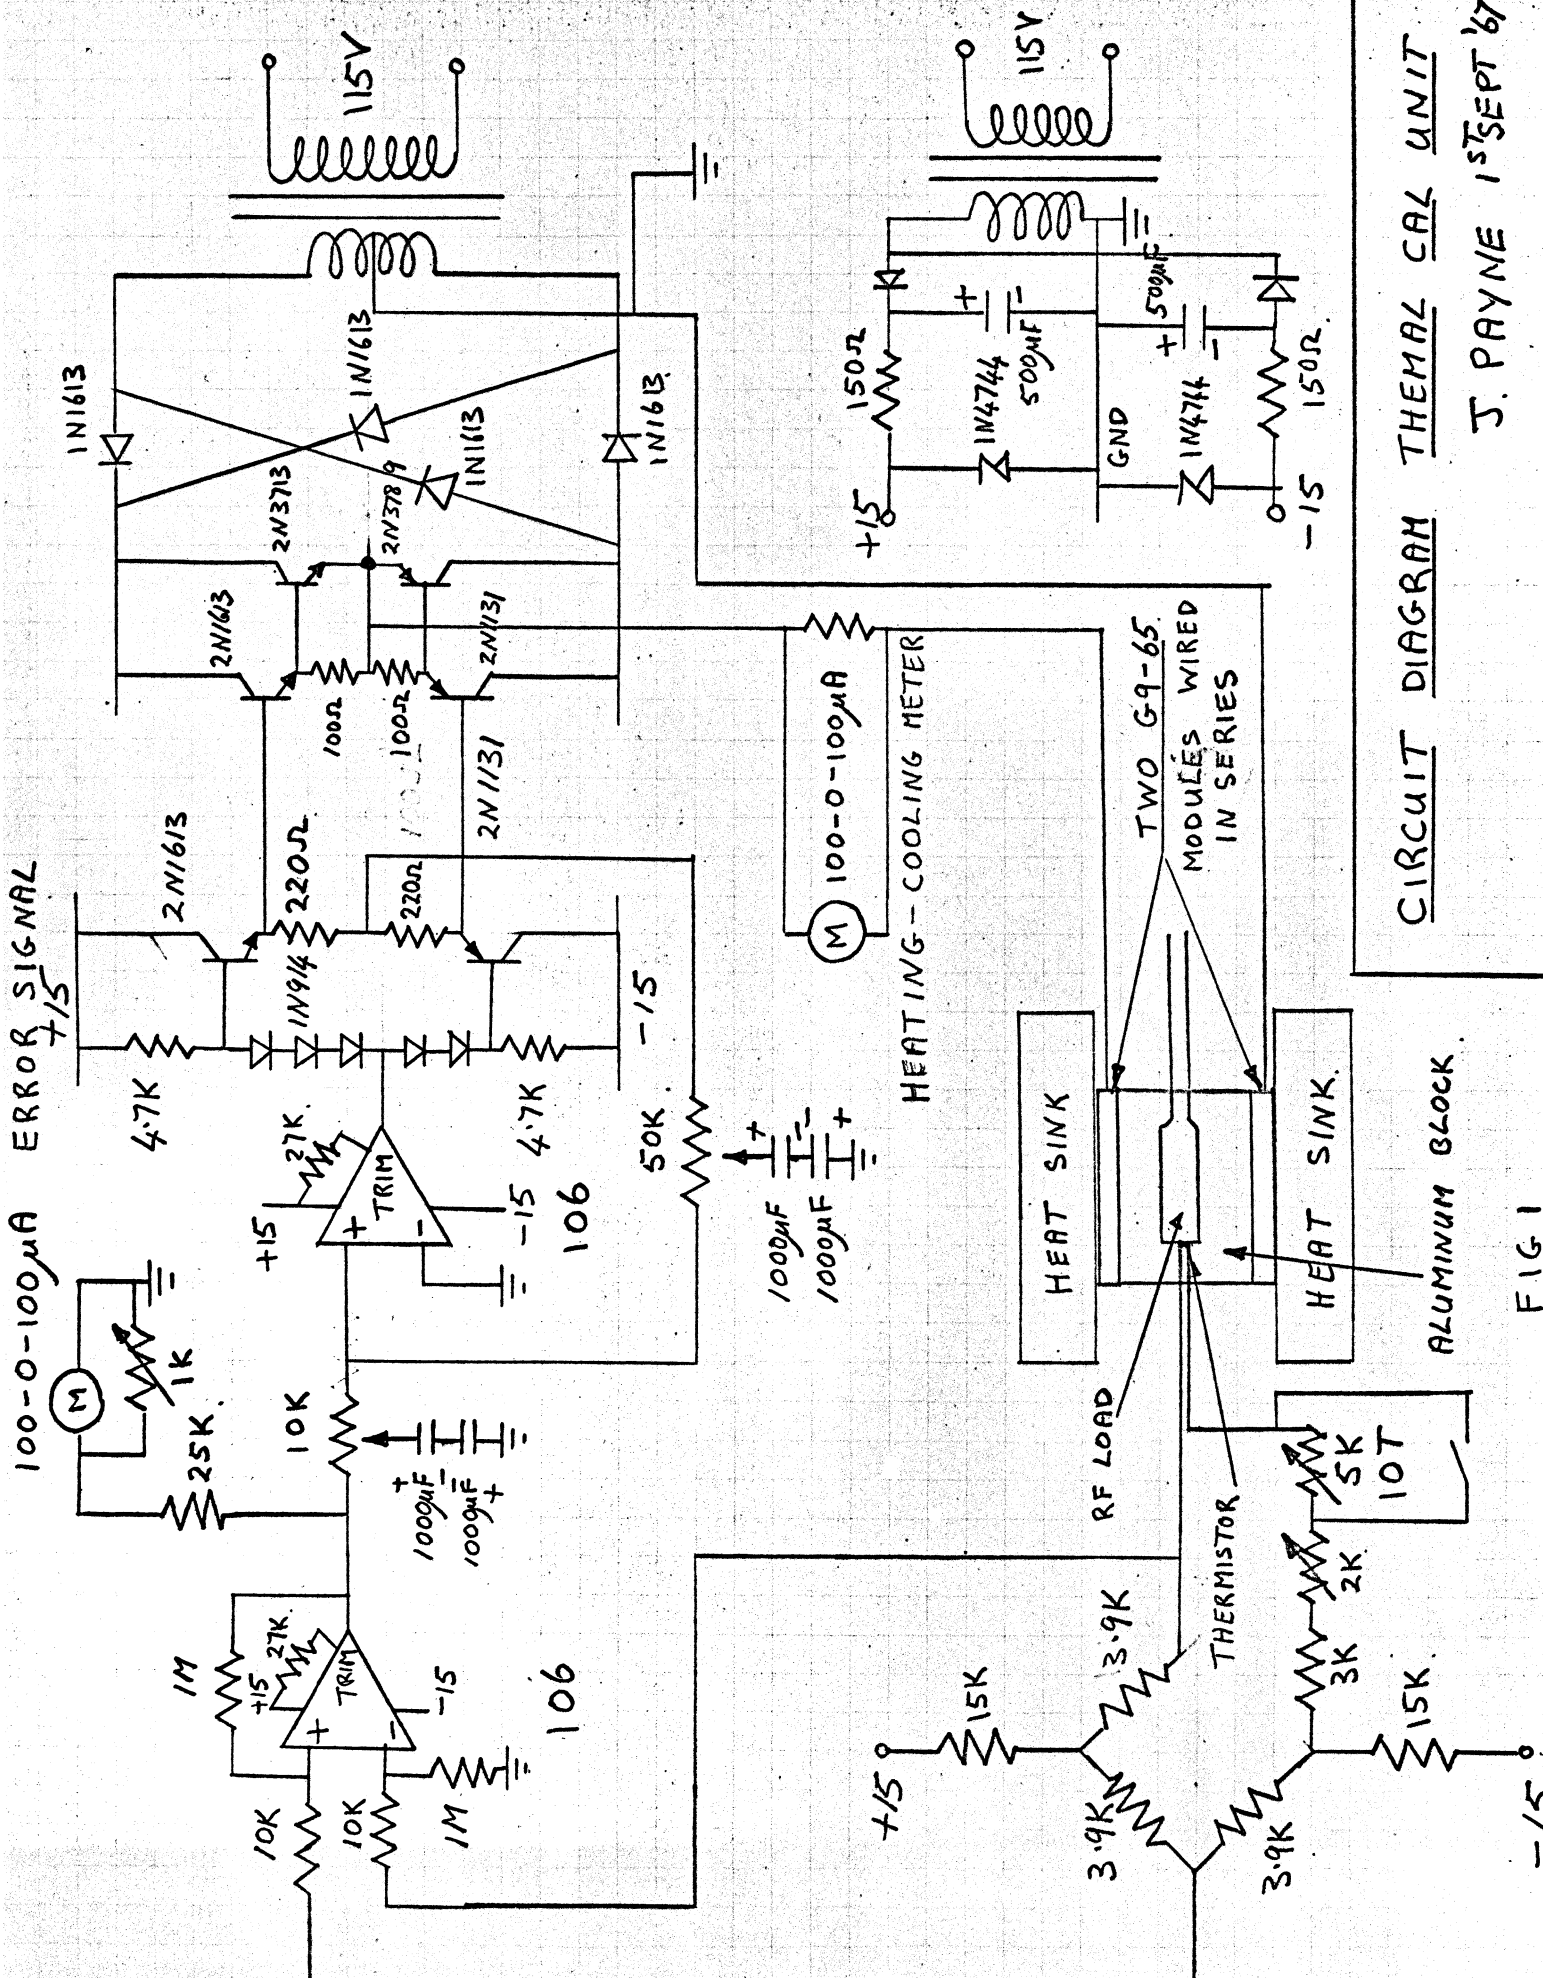 100-0-100µA ERROR SIGNAL
M
1K
25K.
1M
+15
27K.
TRIM
+
-
-15
106
10K
10K
1M
10K
+
1000µF -
1000µF -
+
+15
27K.
TRIM
+
-
-15
106
+15
4.7K
1N914
4.7K
-15
2N1613
220Ω
220Ω
2N1131
50K
1000µF +
-
-
1000µF
+
2N1613
100Ω
100Ω
2N1131
2N3713
2N3789
1N1613
1N1613
1N1613
1N1613.
115V
M 100-0-100µA
HEATING-COOLING METER
+15
150Ω
1N4744
+
-
500µF
GND
1N4744
+
-
500µF
150Ω.
-15
115V
HEAT SINK
HEAT SINK.
TWO G9-65.
MODULES WIRED
IN SERIES
RF LOAD
THERMISTOR
ALUMINUM BLOCK.
+15
15K
3.9K
3.9K
3.9K
3K
2K
5K
10T
15K
-15
FIG 1
CIRCUIT DIAGRAM THEMAL CAL UNIT
J. PAYNE 1ST SEPT '67